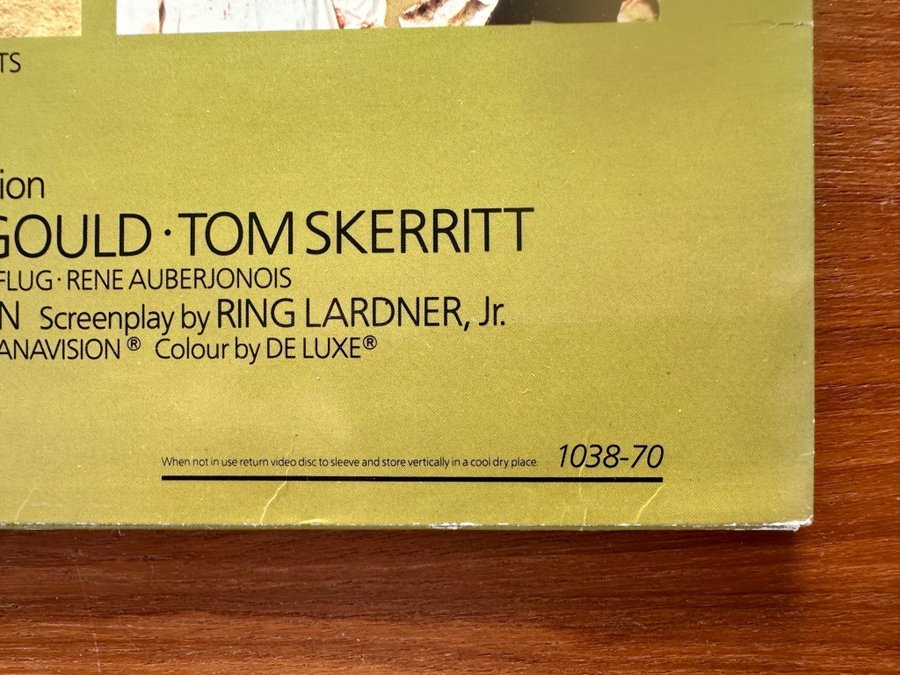 TS
ion
GOULD · TOM SKERRITT
FLUG · RENE AUBERJONOIS
N Screenplay by RING LARDNER, Jr.
ANAVISION ® Colour by DE LUXE®
When not in use return video disc to sleeve and store vertically in a cool dry place. 1038-70